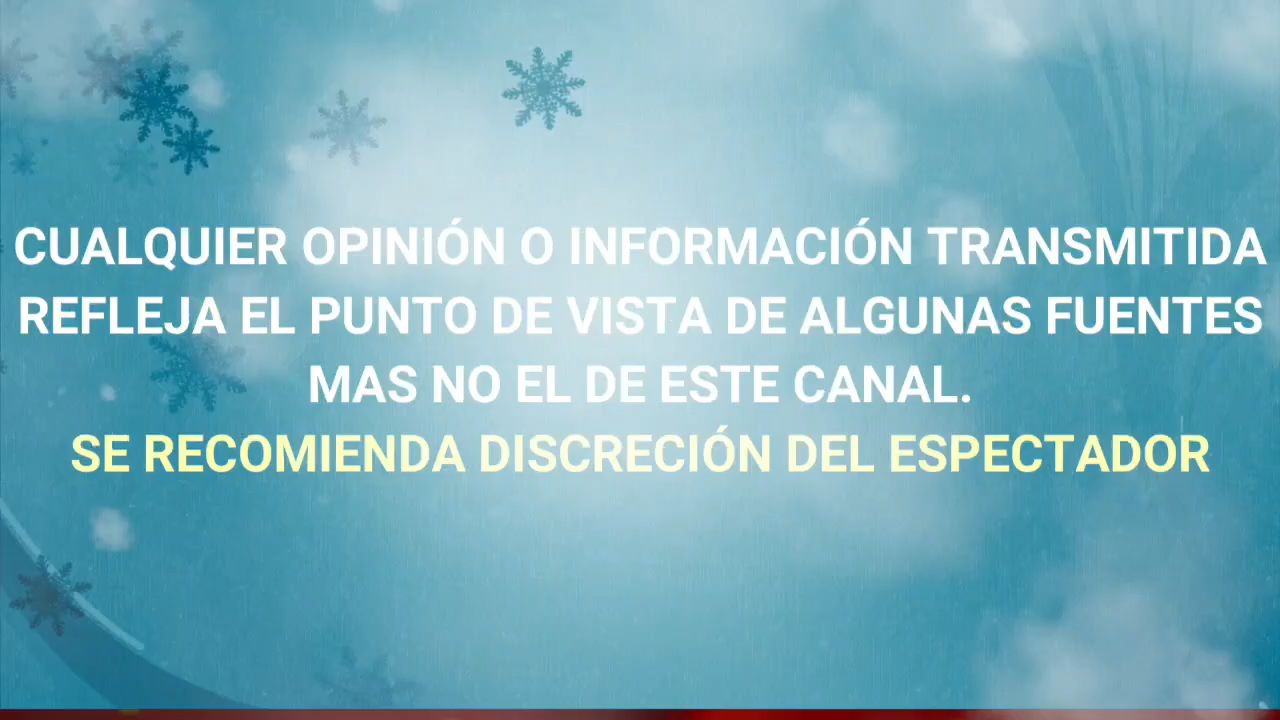 CUALQUIER OPINIÓN O INFORMACIÓN TRANSMITIDA
REFLEJA EL PUNTO DE VISTA DE ALGUNAS FUENTES
MAS NO EL DE ESTE CANAL.
SE RECOMIENDA DISCRECIÓN DEL ESPECTADOR